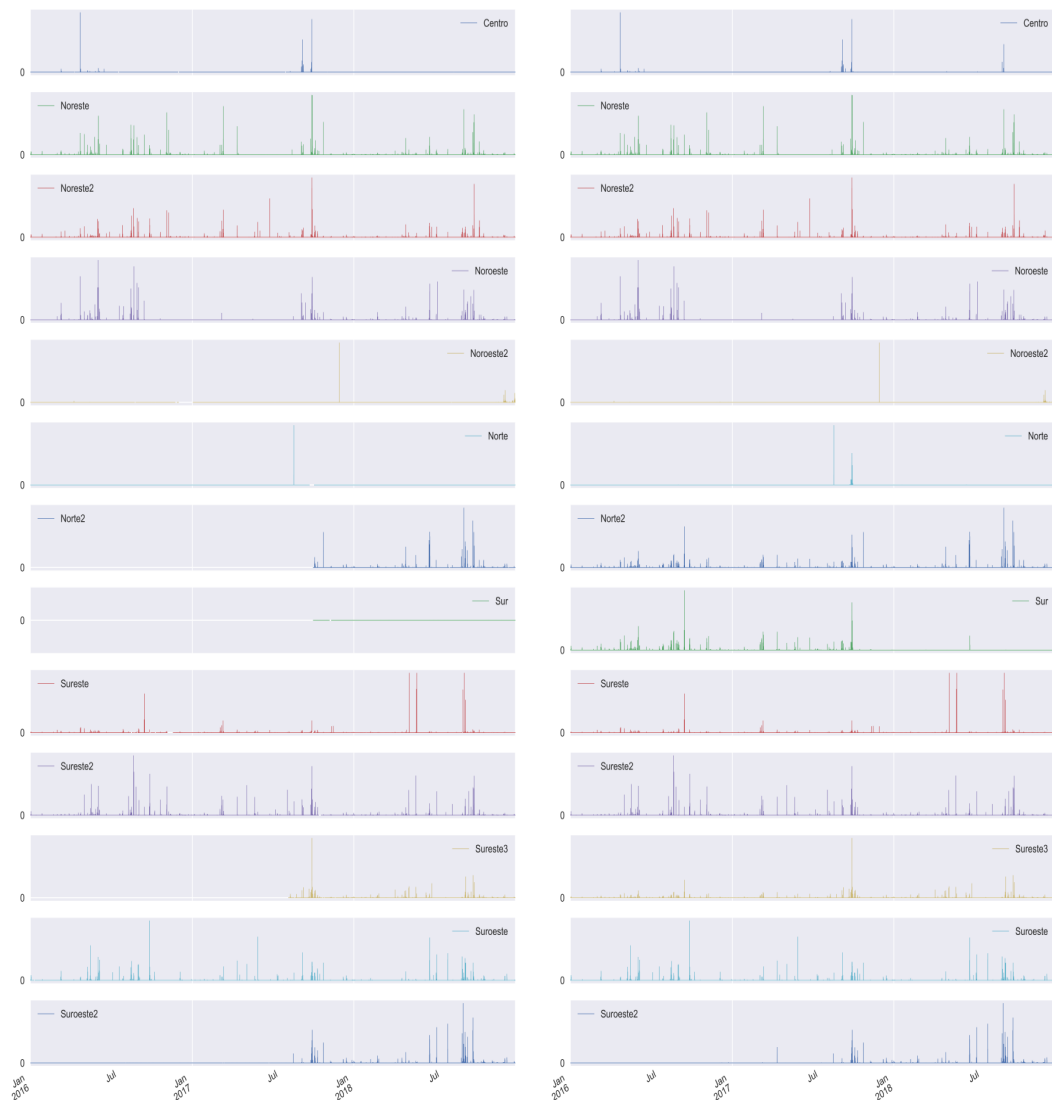 Centro
0
Centro
0
Noreste
0
Noreste
0
Noreste2
0
Noreste2
0
Noroeste
0
Noroeste
0
Noroeste2
0
Noroeste2
0
Norte
0
Norte
0
Norte2
0
Norte2
0
Sur
0
Sur
0
Sureste
0
Sureste
0
Sureste2
0
Sureste2
0
Sureste3
0
Sureste3
0
Suroeste
0
Suroeste
0
Suroeste2
0
Suroeste2
0
Jan 2016
Jul
Jan 2017
Jul
Jan 2018
Jul
Jan 2016
Jul
Jan 2017
Jul
Jan 2018
Jul